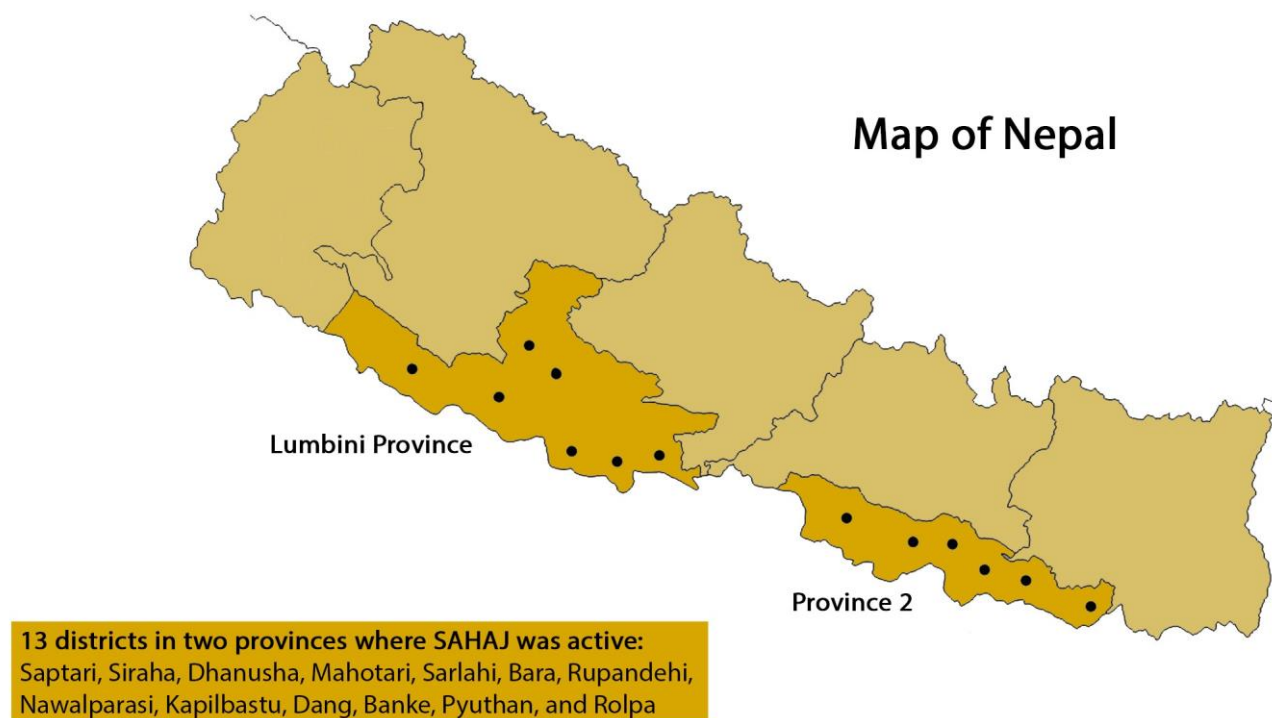 Map of Nepal
Lumbini Province
Province 2
13 districts in two provinces where SAHAJ was active:
Saptari, Siraha, Dhanusha, Mahotari, Sarlahi, Bara, Rupandehi,
Nawalparasi, Kapilbastu, Dang, Banke, Pyuthan, and Rolpa